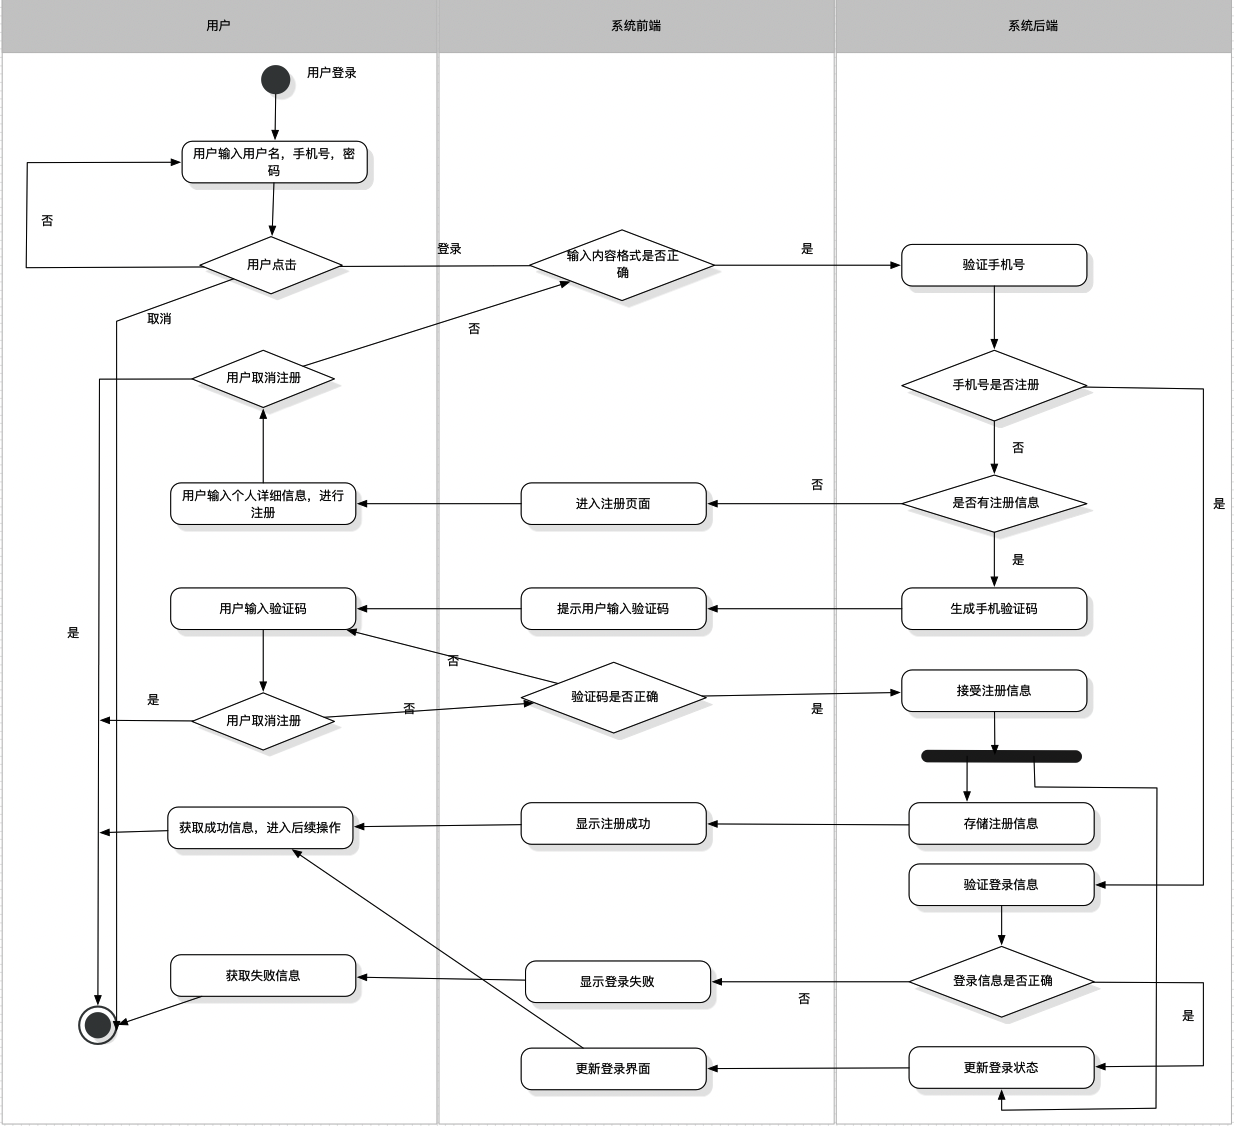 用户
系统前端
系统后端
用户登录
用户输入用户名，手机号，密
码
否
用户点击
登录
输入内容格式是否正
确
是
验证手机号
取消
否
用户取消注册
手机号是否注册
否
用户输入个人详细信息，进行
注册
进入注册页面
否
是否有注册信息
是
是
用户输入验证码
提示用户输入验证码
生成手机验证码
是
否
是
用户取消注册
否
验证码是否正确
是
接受注册信息
获取成功信息，进入后续操作
显示注册成功
存储注册信息
验证登录信息
获取失败信息
显示登录失败
否
登录信息是否正确
是
更新登录界面
更新登录状态